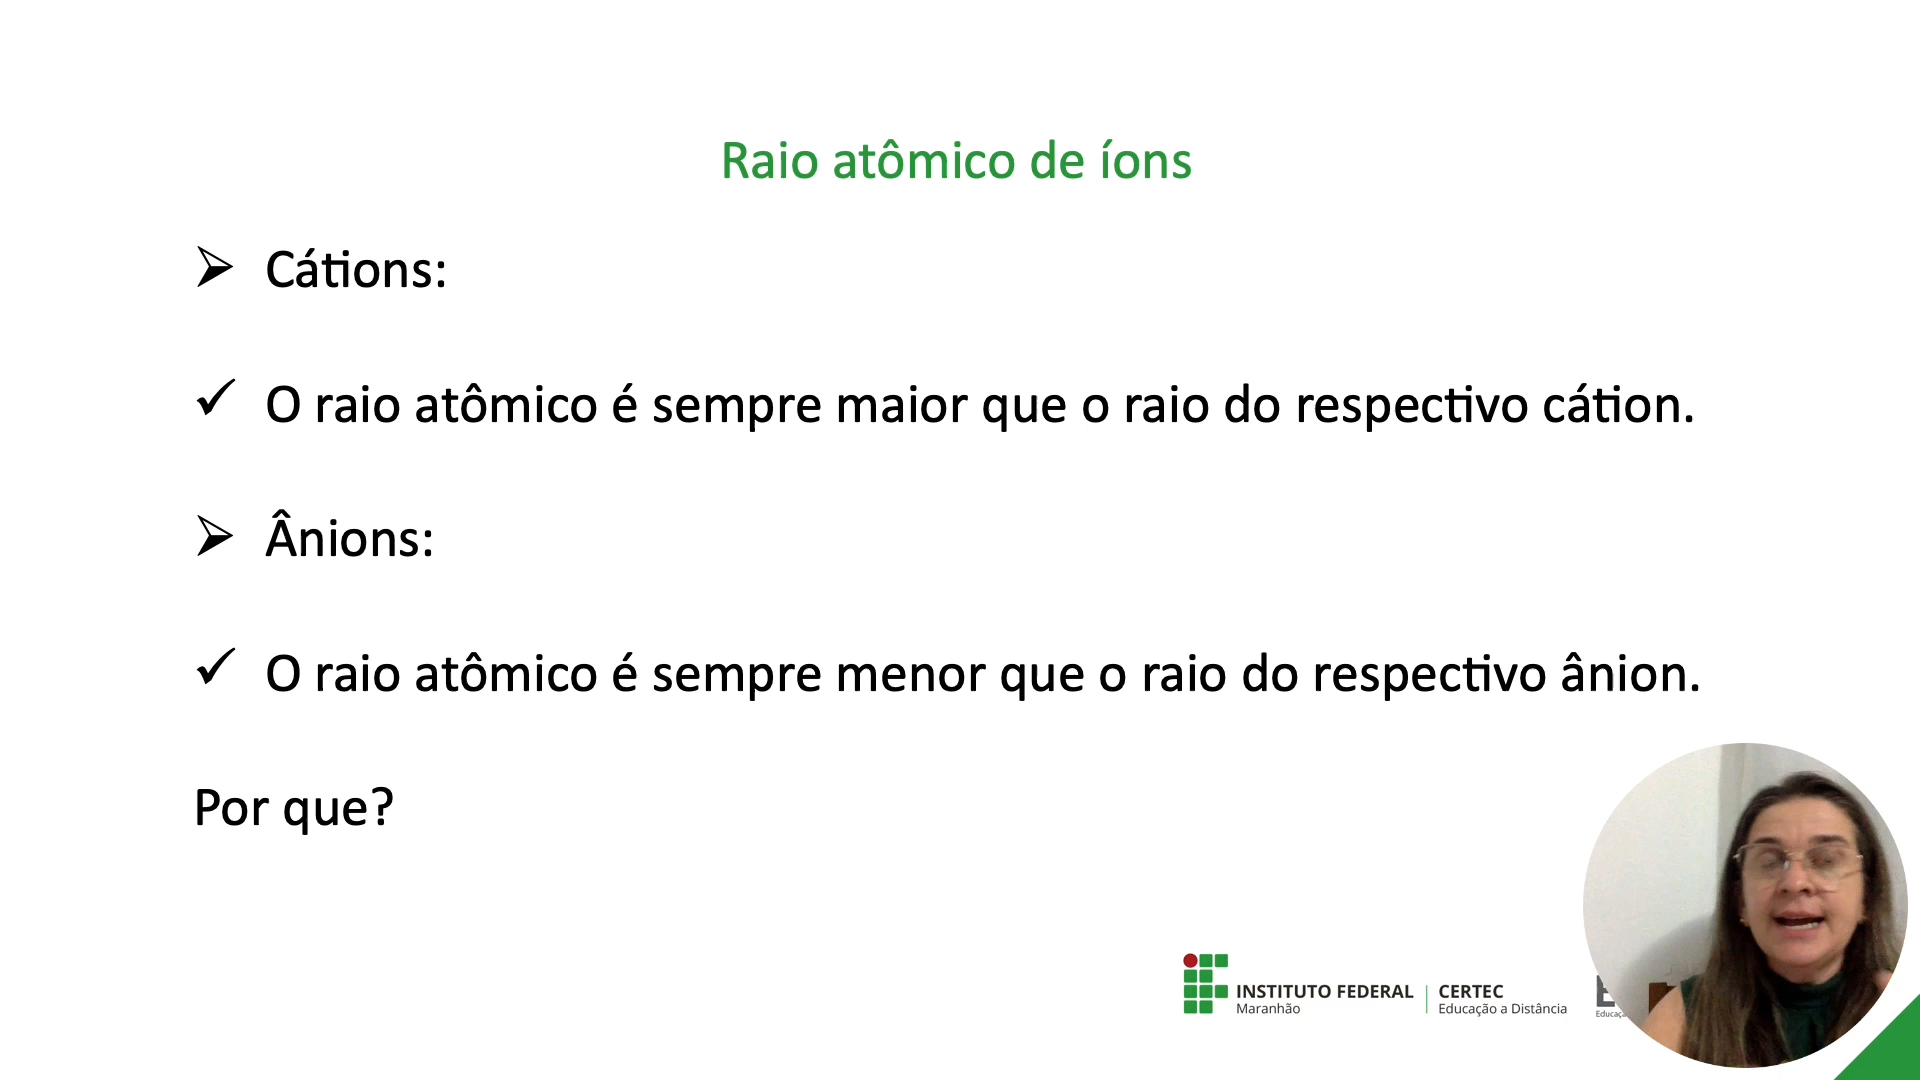 Raio atômico de íons
Cátions:
O raio atômico é sempre maior que o raio do respectivo cátion.
Ânions:
O raio atômico é sempre menor que o raio do respectivo ânion.
Por que?
INSTITUTO FEDERAL
Maranhão
CERTEC
Educação a Distância